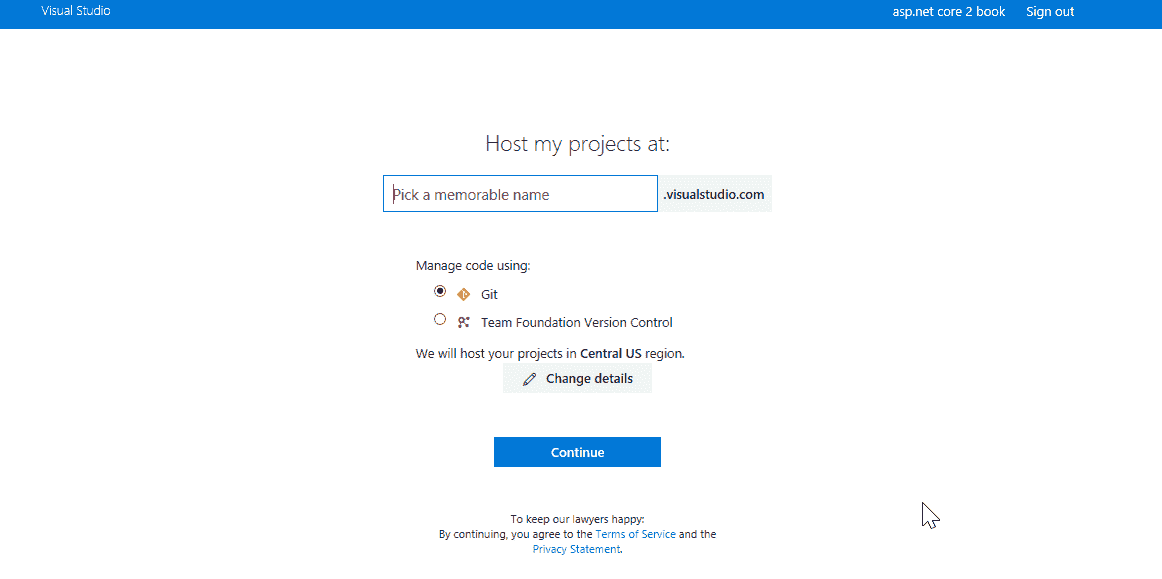 Visual Studio
asp.net core 2 book Sign out
Host my projects at:
Pick a memorable name .visualstudio.com
Manage code using:
Git
Team Foundation Version Control
We will host your projects in Central US region.
Change details
Continue
To keep our lawyers happy:
By continuing, you agree to the Terms of Service and the
Privacy Statement.